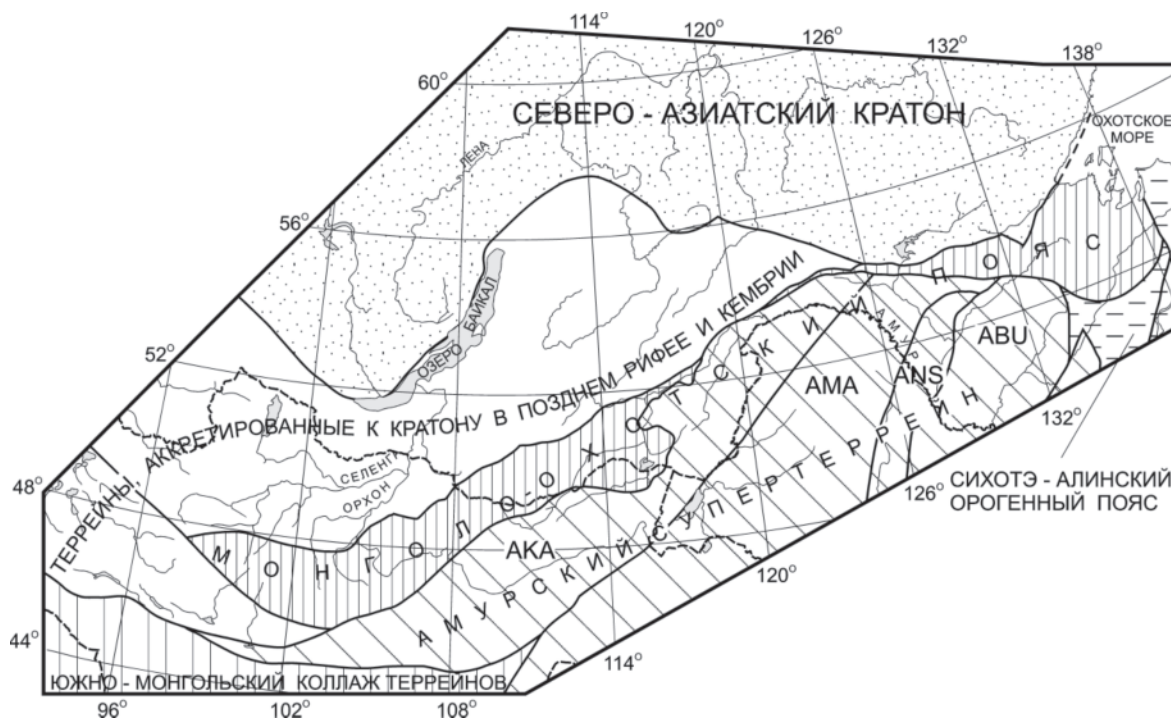 114°
120°
126°
132°
138°
60°
СЕВЕРО - АЗИАТСКИЙ КРАТОН
ОХОТСКОЕ
МОРЕ
ЛЕНА
56°
ОЗЕРО БАЙКАЛ
52°
ТЕРРЕЙНЫ, АККРЕТИРОВАННЫЕ К КРАТОНУ В ПОЗДНЕМ РИФЕЕ И КЕМБРИИ
МОНГОЛО-ОХОТСКИЙ ПОЯС
АМУР
ABU
ANS
AMA
СЕЛЕНГ
ОРХОН
48°
AKA
АМУРСКИЙ СУПЕРТЕРРЕЙН
132°
126°
СИХОТЭ - АЛИНСКИЙ
ОРОГЕННЫЙ ПОЯС
120°
44°
114°
ЮЖНО - МОНГОЛЬСКИЙ КОЛЛАЖ ТЕРРЕЙНОВ
96°
102°
108°